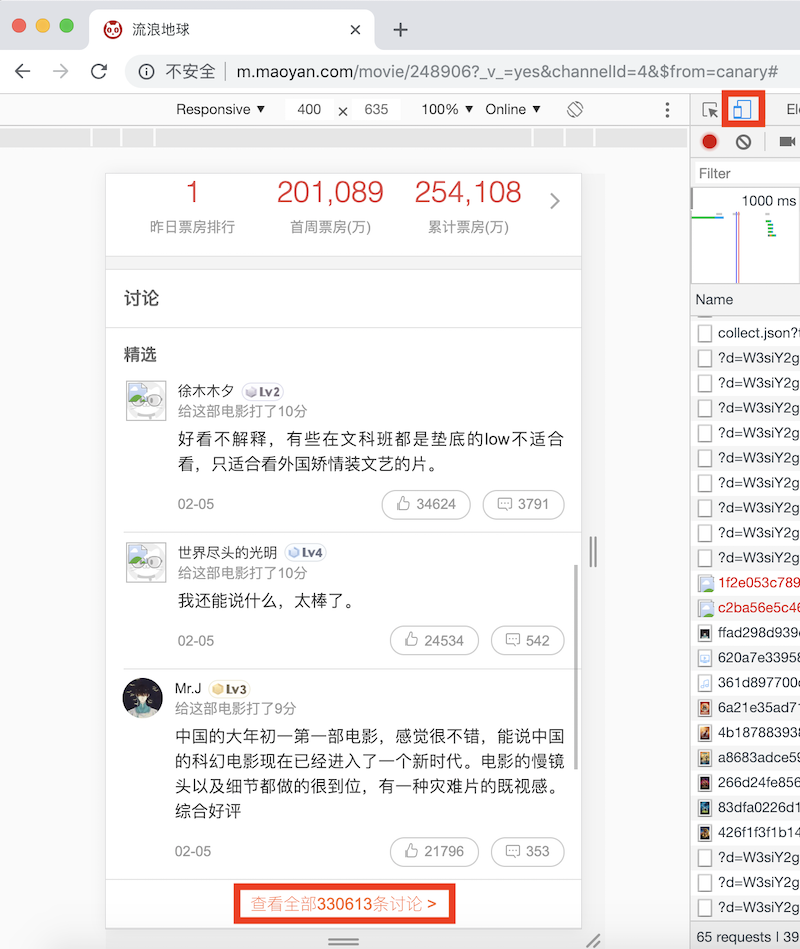 流浪地球
不安全 m.maoyan.com/movie/248906?_v_=yes&channelId=4&$from=canary#
Responsive ▼ 400 × 635 100% ▼ Online ▼
Filter
1000 ms
Name
1 201,089 254,108
昨日票房排行 首周票房(万) 累计票房(万)
讨论
精选
徐木木夕 Lv2
给这部电影打了10分
好看不解释，有些在文科班都是垫底的low不适合
看，只适合看外国矫情装文艺的片。
02-05 34624 3791
世界尽头的光明 Lv4
给这部电影打了10分
我还能说什么，太棒了。
02-05 24534 542
Mr.J Lv3
给这部电影打了9分
中国的大年初一第一部电影，感觉很不错，能说中国
的科幻电影现在已经进入了一个新时代。电影的慢镜
头以及细节都做的很到位，有一种灾难片的既视感。
综合好评
02-05 21796 353
查看全部330613条讨论 >
collect.json?
?d=W3siY2g
?d=W3siY2g
?d=W3siY2g
?d=W3siY2g
?d=W3siY2g
?d=W3siY2g
?d=W3siY2g
?d=W3siY2g
?d=W3siY2g
1f2e053c789
c2ba56e5c46
ffad298d939
620a7e33958
361d897700
6a21e35ad71
4b187883938
a8683adce59
266d24fe856
83dfa0226d1
426f1f3f1b14
?d=W3siY2g
?d=W3siY2g
?d=W3siY2g
65 requests | 39